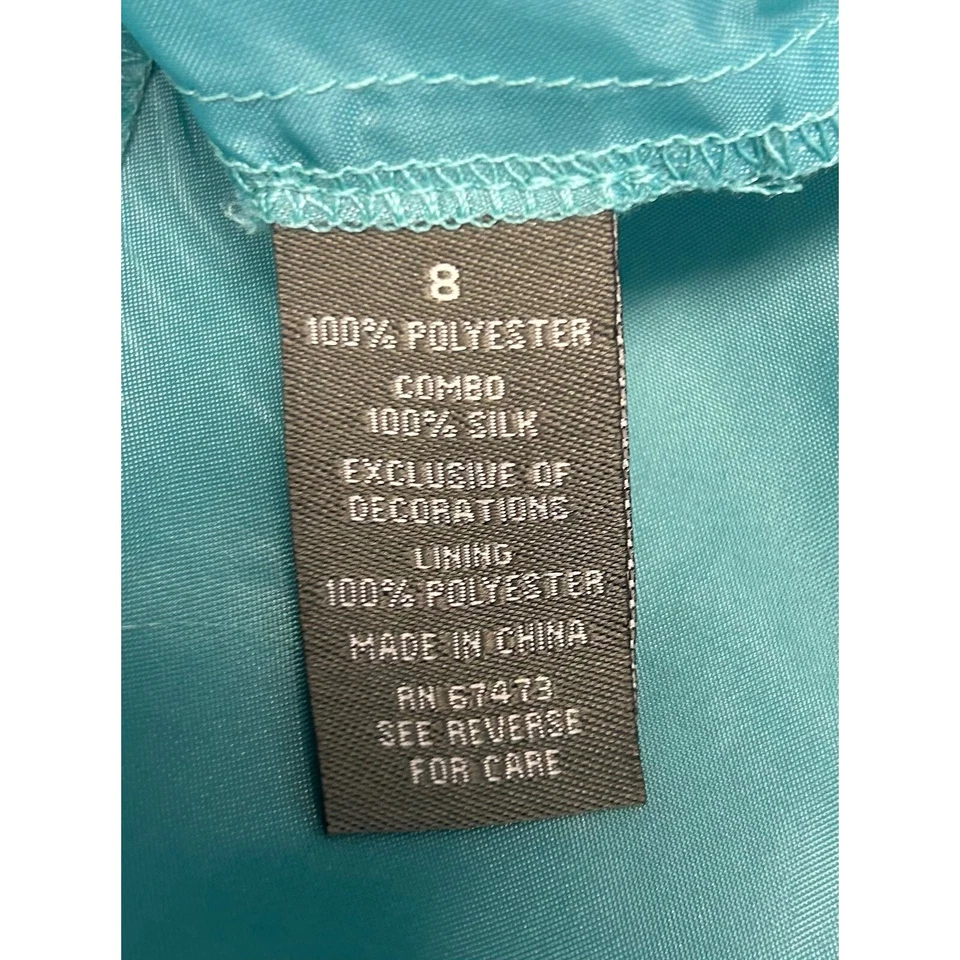 8
100% POLYESTER
COMBO
100% SILK
EXCLUSIVE OF
DECORATIONS
LINING
100% POLYESTER
MADE IN CHINA
RN 67473
SEE REVERSE
FOR CARE